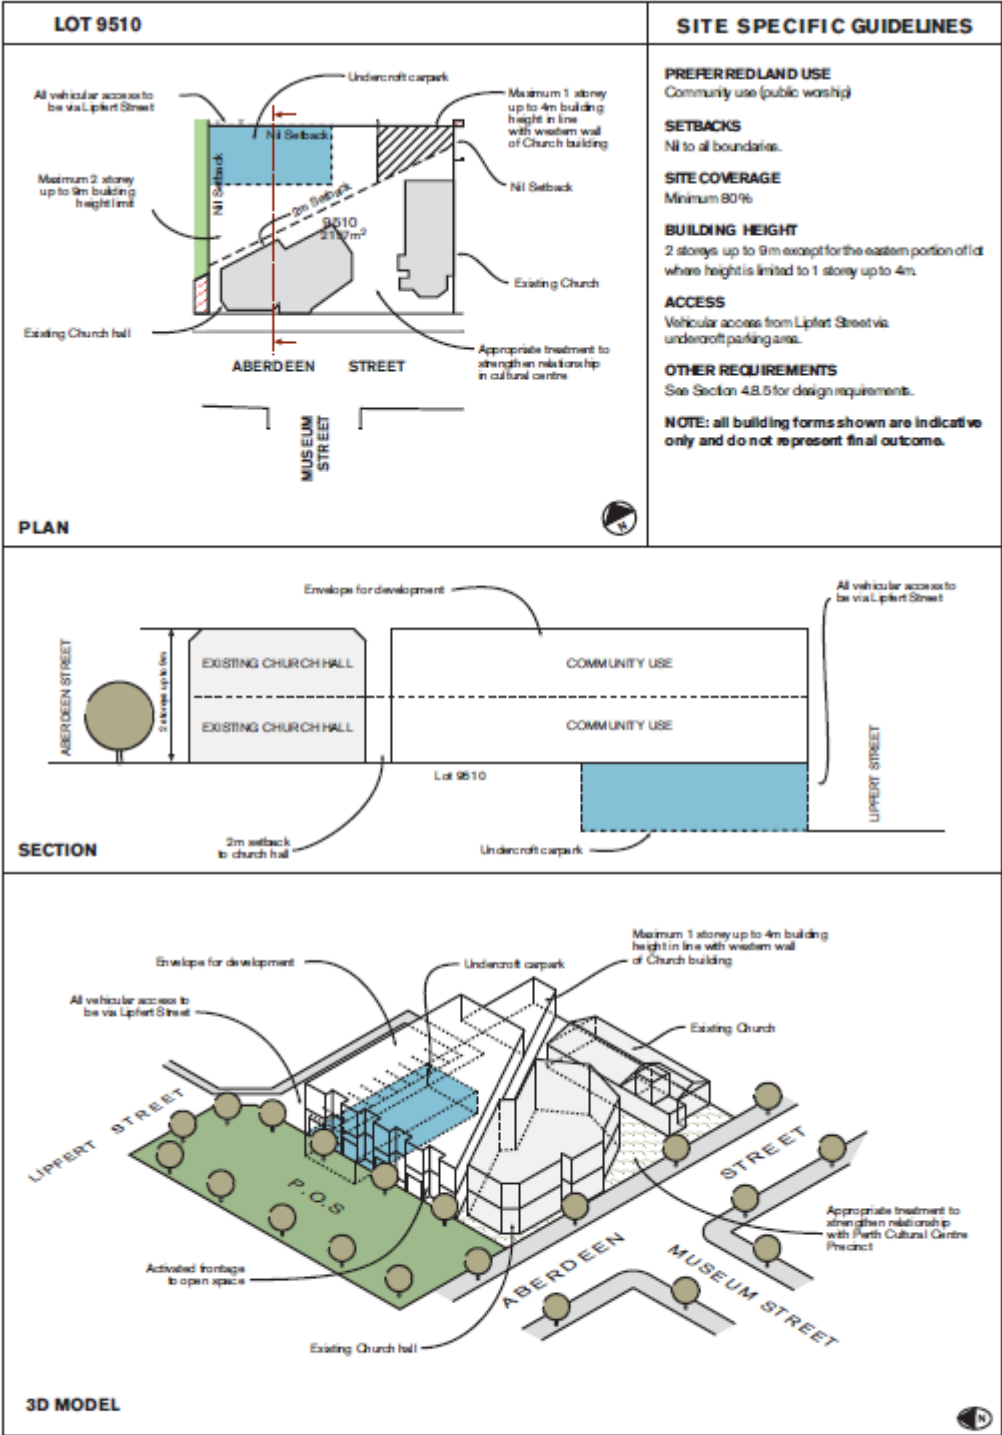 LOT 9510
SITE SPECIFIC GUIDELINES
PREFERRED LAND USE
Community use (public worship)
SETBACKS
Nil to all boundaries.
SITE COVERAGE
Minimum 80%
BUILDING HEIGHT
2 storeys up to 9m except for the eastern portion of lot
where height is limited to 1 storey up to 4m.
ACCESS
Vehicular access from Lipfert Street via
undercroft parking area.
OTHER REQUIREMENTS
See Section 4.8.5 for design requirements.
NOTE: all building forms shown are indicative
only and do not represent final outcome.
All vehicular access to
be via Lipfert Street
Undercroft carpark
Maximum 1 storey
up to 4m building
height in line
with western wall
of Church building
Nil Setback
Nil Setback
Nil Setback
Maximum 2 storey
up to 9m building
height limit
2m Setback
9510
Existing Church
Existing Church hall
Appropriate treatment to
strengthen relationship
in cultural centre
ABERDEEN STREET
MUSEUM
STREET
N
PLAN
Envelope for development
All vehicular access to
be via Lipfert Street
ABERDEEN STREET
2 storeys up to 9m
EXISTING CHURCH HALL
COMMUNITY USE
EXISTING CHURCH HALL
COMMUNITY USE
Lot 9510
LIPFERT STREET
2m setback
to church hall
Undercroft carpark
SECTION
Maximum 1 storey up to 4m building
height in line with western wall
of Church building
Envelope for development
Undercroft carpark
All vehicular access to
be via Lipfert Street
Existing Church
LIPFERT STREET
P.O.S
ABERDEEN STREET
MUSEUM STREET
Appropriate treatment to
strengthen relationship
with Perth Cultural Centre
Precinct
Activated frontage
to open space
Existing Church hall
3D MODEL
N